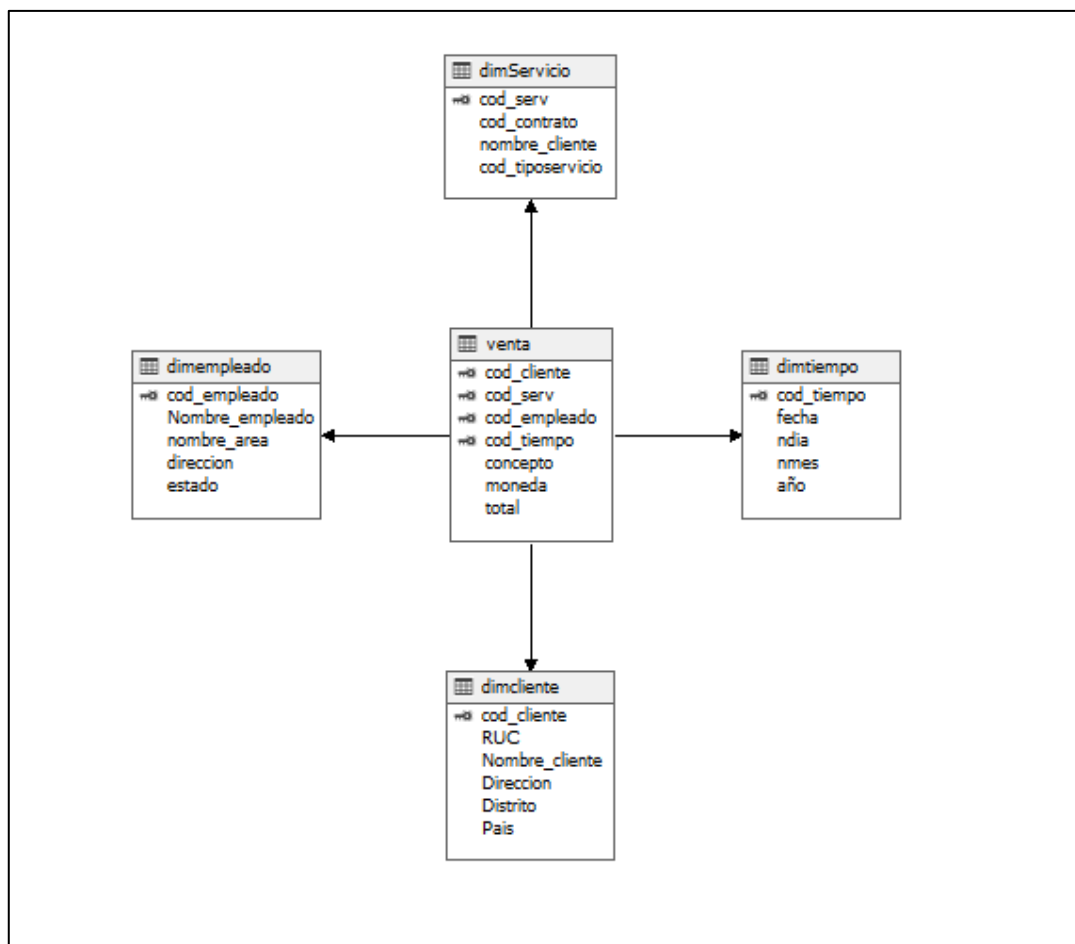 dimServicio
cod_serv
cod_contrato
nombre_cliente
cod_tiposervicio
dimempleado
cod_empleado
Nombre_empleado
nombre_area
direccion
estado
venta
cod_cliente
cod_serv
cod_empleado
cod_tiempo
concepto
moneda
total
dimtiempo
cod_tiempo
fecha
ndia
nmes
año
dimcliente
cod_cliente
RUC
Nombre_cliente
Direccion
Distrito
Pais